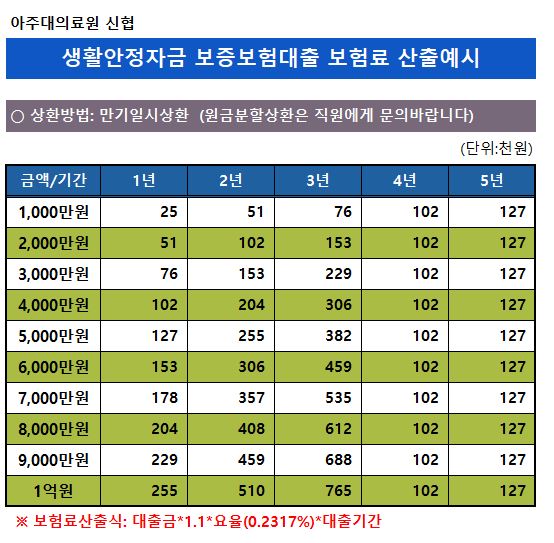 아주대의료원 신협
생활안정자금 보증보험대출 보험료 산출예시
○ 상환방법: 만기일시상환 (원금분할상환은 직원에게 문의바랍니다)
(단위:천원)
금액/기간 1년 2년 3년 4년 5년
1,000만원 25 51 76 102 127
2,000만원 51 102 153 102 127
3,000만원 76 153 229 102 127
4,000만원 102 204 306 102 127
5,000만원 127 255 382 102 127
6,000만원 153 306 459 102 127
7,000만원 178 357 535 102 127
8,000만원 204 408 612 102 127
9,000만원 229 459 688 102 127
1억원 255 510 765 102 127
※ 보험료산출식: 대출금*1.1*요율(0.2317%)*대출기간